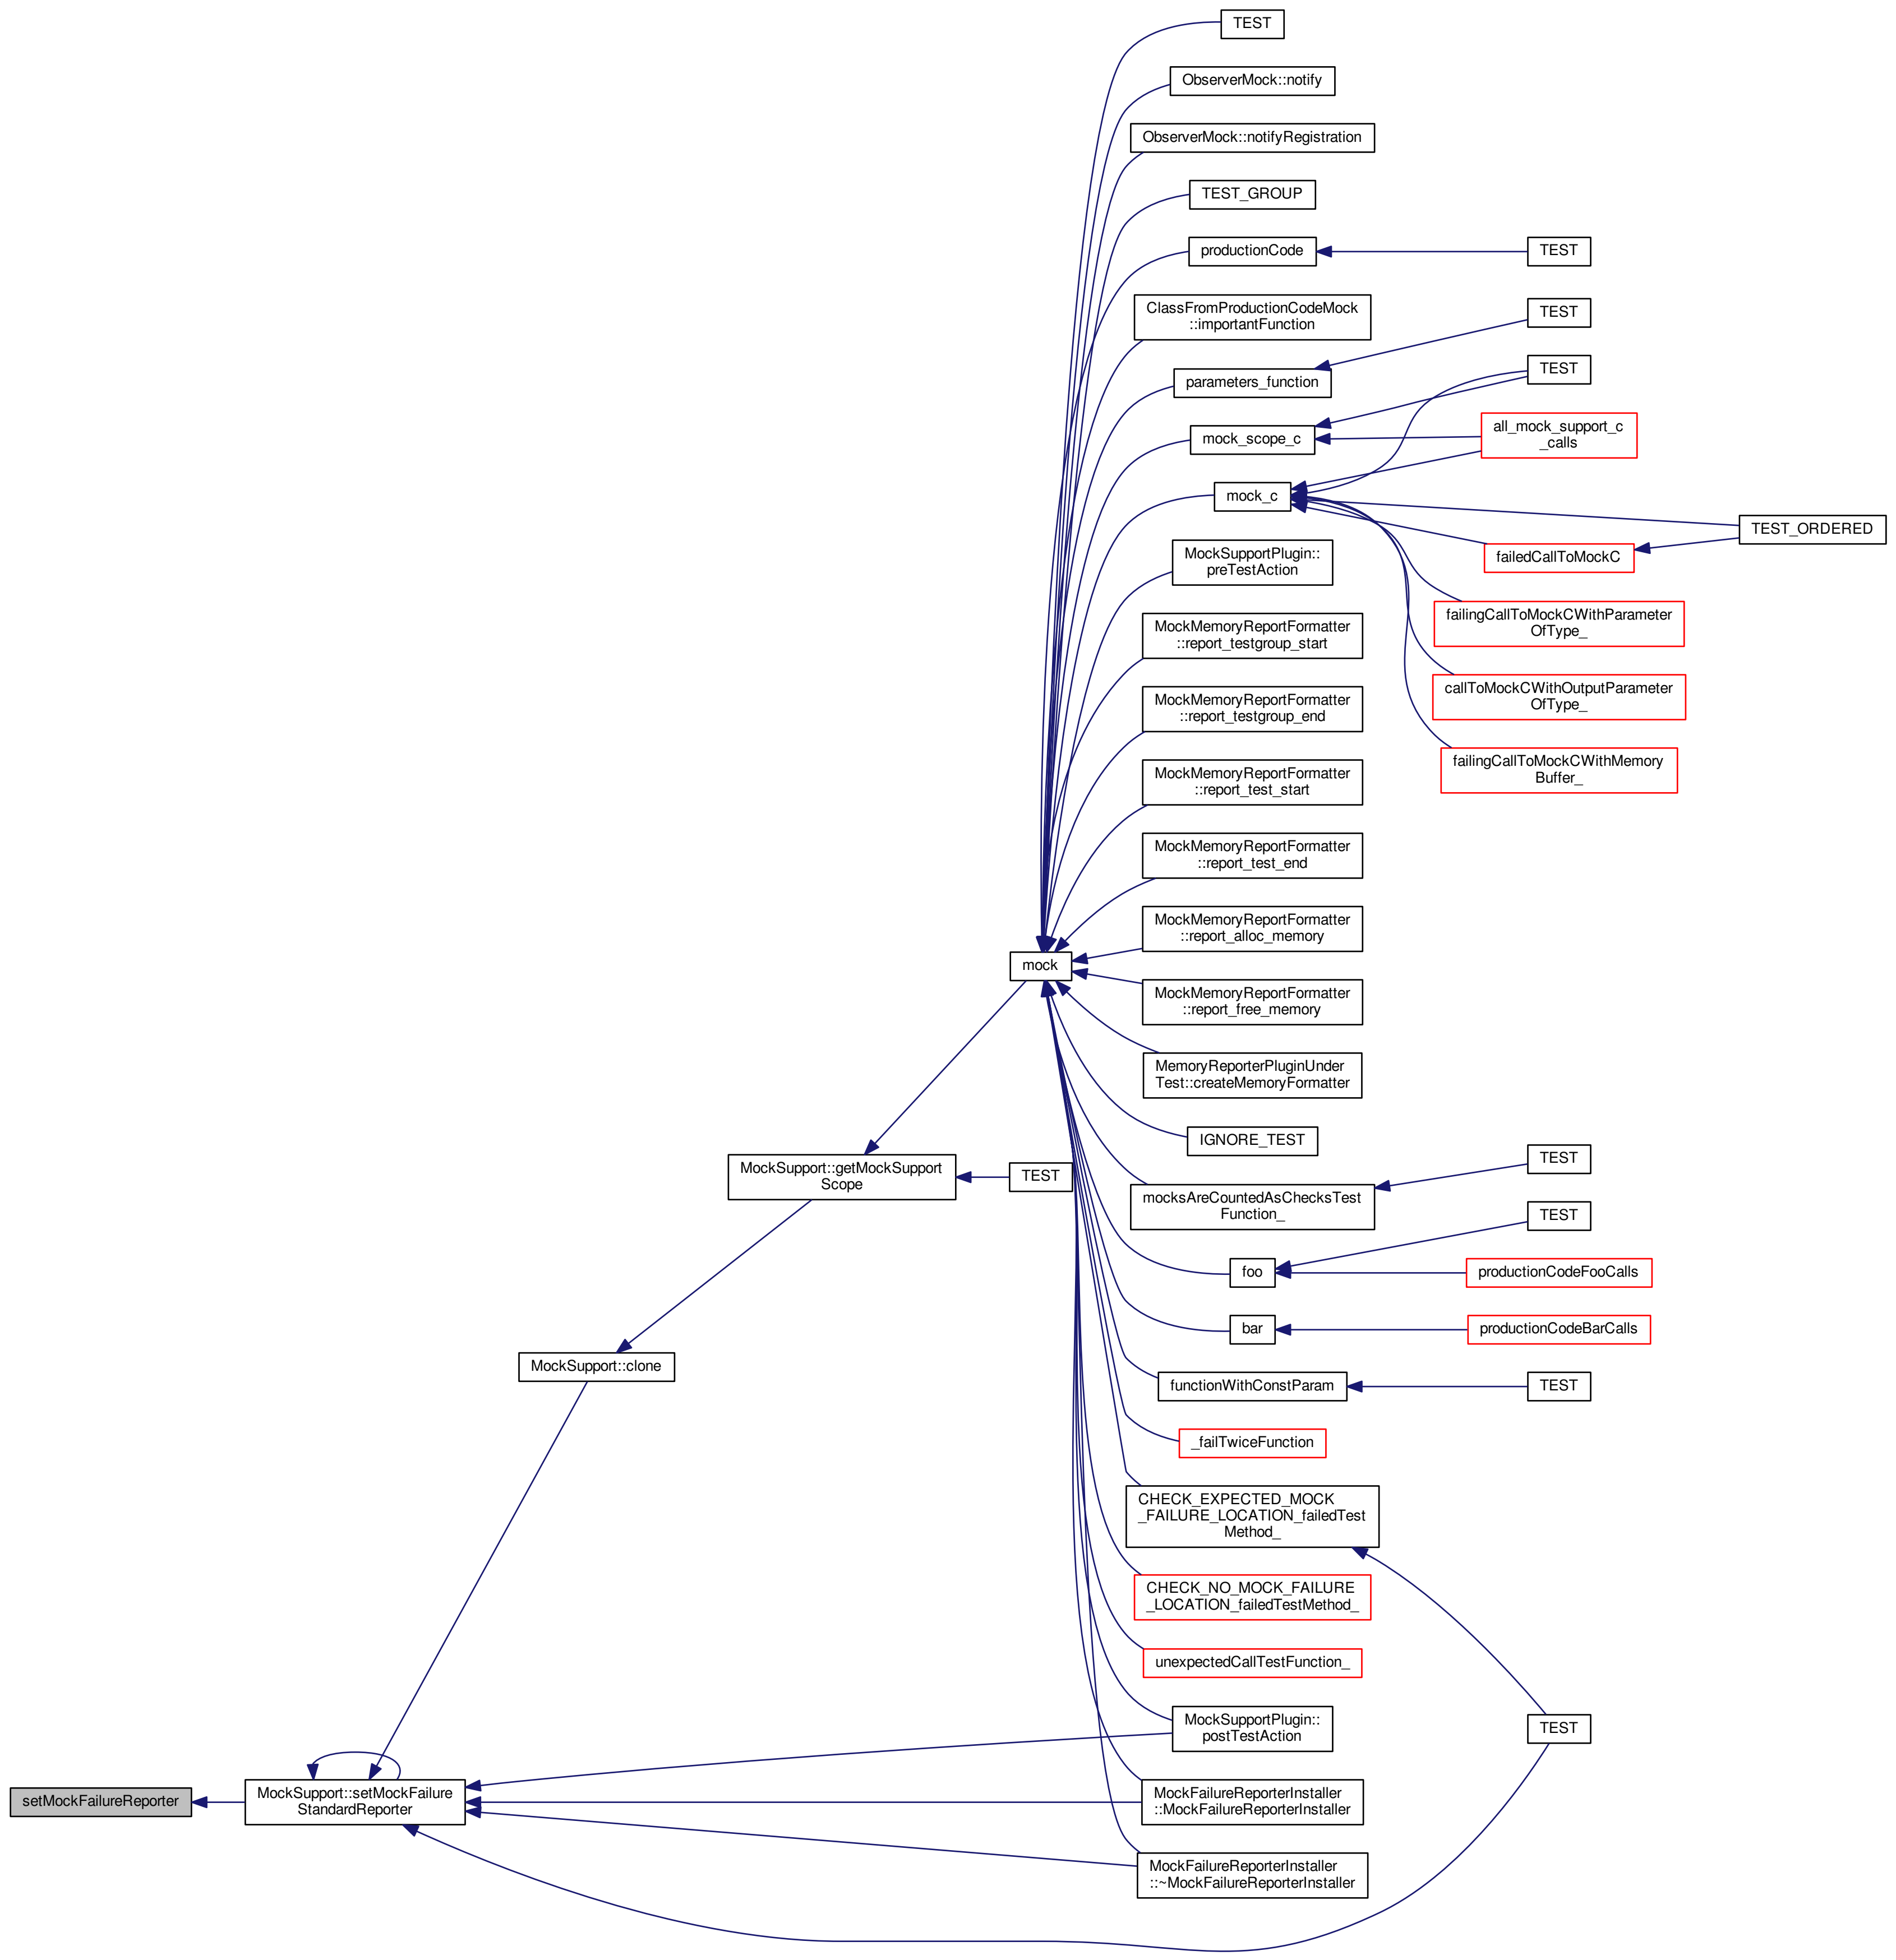 TEST
ObserverMock::notify
ObserverMock::notifyRegistration
TEST_GROUP
productionCode
TEST
ClassFromProductionCodeMock
::importantFunction
TEST
parameters_function
TEST
mock_scope_c
all_mock_support_c
_calls
mock_c
TEST_ORDERED
MockSupportPlugin::
preTestAction
failedCallToMockC
failingCallToMockCWithParameter
OfType_
MockMemoryReportFormatter
::report_testgroup_start
callToMockCWithOutputParameter
OfType_
MockMemoryReportFormatter
::report_testgroup_end
failingCallToMockCWithMemory
Buffer_
MockMemoryReportFormatter
::report_test_start
MockMemoryReportFormatter
::report_test_end
MockMemoryReportFormatter
::report_alloc_memory
mock
MockMemoryReportFormatter
::report_free_memory
MemoryReporterPluginUnder
Test::createMemoryFormatter
IGNORE_TEST
MockSupport::getMockSupport
Scope
TEST
TEST
mocksAreCountedAsChecksTest
Function_
TEST
foo
productionCodeFooCalls
bar
productionCodeBarCalls
MockSupport::clone
functionWithConstParam
TEST
_failTwiceFunction
CHECK_EXPECTED_MOCK
_FAILURE_LOCATION_failedTest
Method_
CHECK_NO_MOCK_FAILURE
_LOCATION_failedTestMethod_
unexpectedCallTestFunction_
MockSupportPlugin::
postTestAction
TEST
setMockFailureReporter
MockSupport::setMockFailure
StandardReporter
MockFailureReporterInstaller
::MockFailureReporterInstaller
MockFailureReporterInstaller
::~MockFailureReporterInstaller